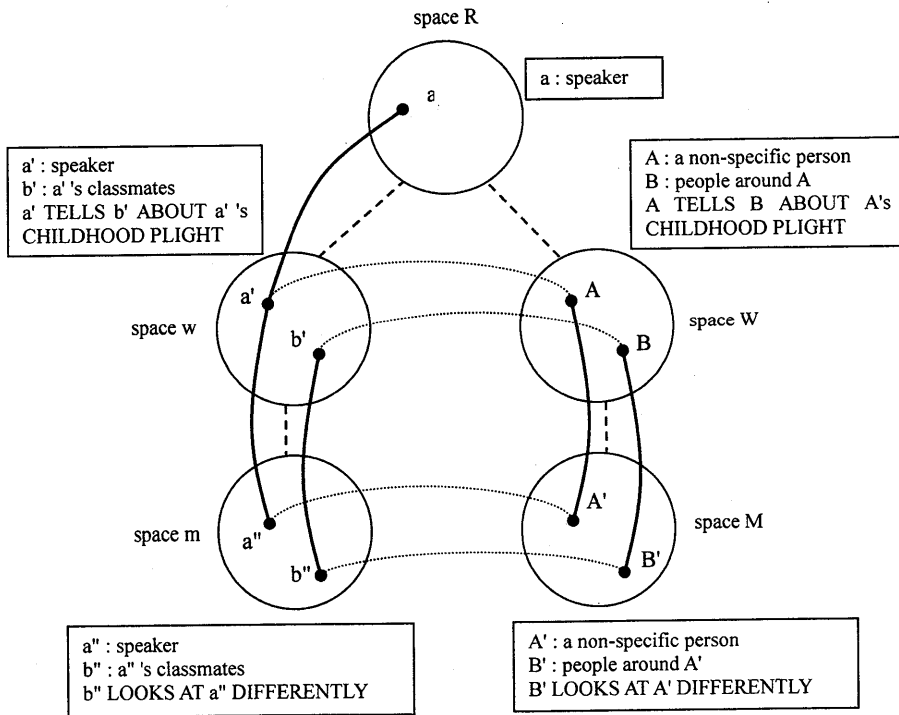 space R
a
a : speaker
a' : speaker
b' : a' 's classmates
a' TELLS b' ABOUT a' 's
CHILDHOOD PLIGHT
A : a non-specific person
B : people around A
A TELLS B ABOUT A's
CHILDHOOD PLIGHT
space w
a'
b'
A
B
space W
space m
a"
b"
A'
B'
space M
a" : speaker
b" : a" 's classmates
b" LOOKS AT a" DIFFERENTLY
A' : a non-specific person
B' : people around A'
B' LOOKS AT A' DIFFERENTLY